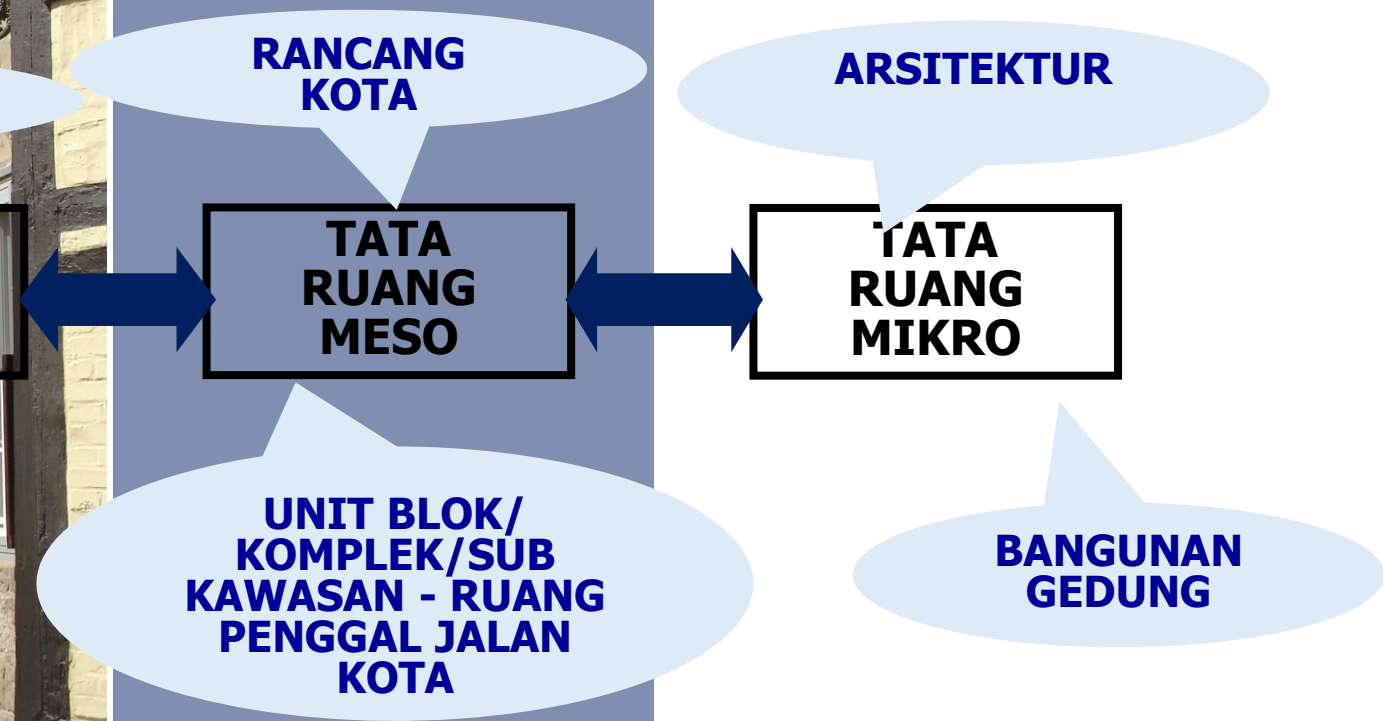 RANCANG
KOTA
ARSITEKTUR
TATA
RUANG
MESO
TATA
RUANG
MIKRO
UNIT BLOK/
KOMPLEK/SUB
KAWASAN - RUANG
PENGGAL JALAN
KOTA
BANGUNAN
GEDUNG